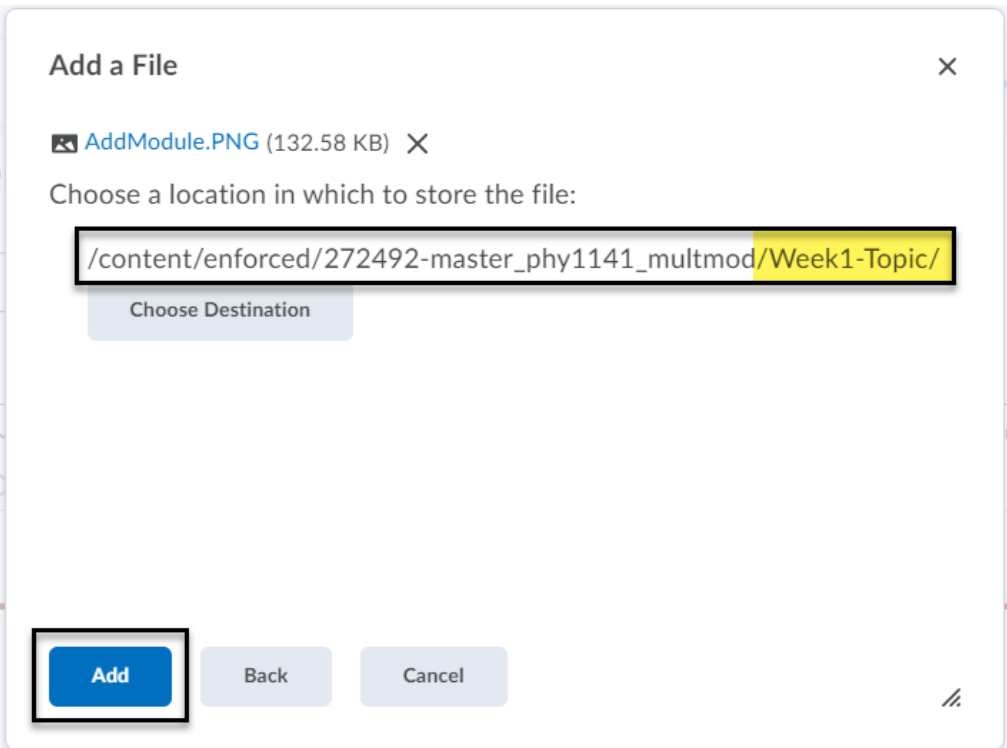 Add a File
AddModule.PNG (132.58 KB)
Choose a location in which to store the file:
/content/enforced/272492-master_phy1141_multmod/Week1-Topic/
Choose Destination
Add Back Cancel